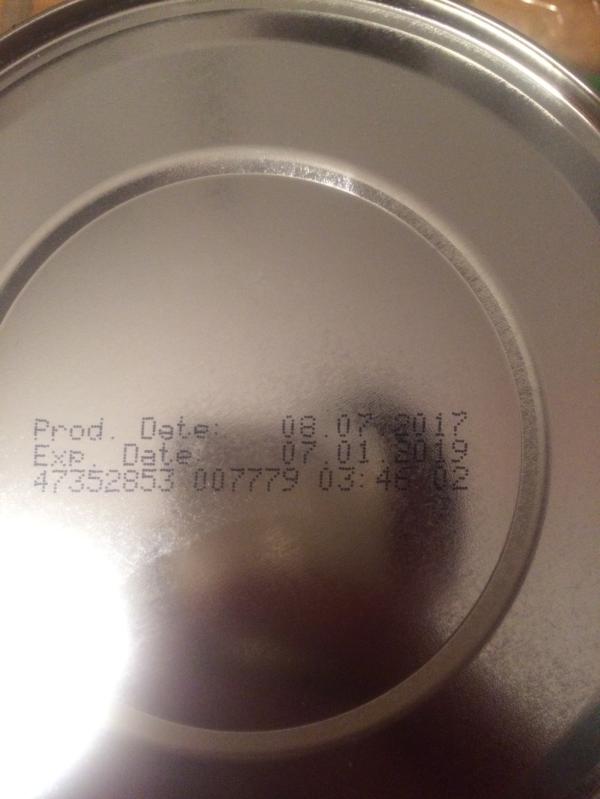 Prod. Date: 08.07.2017
Exp. Date: 07.01.2019
47352853 007779 03:46 02